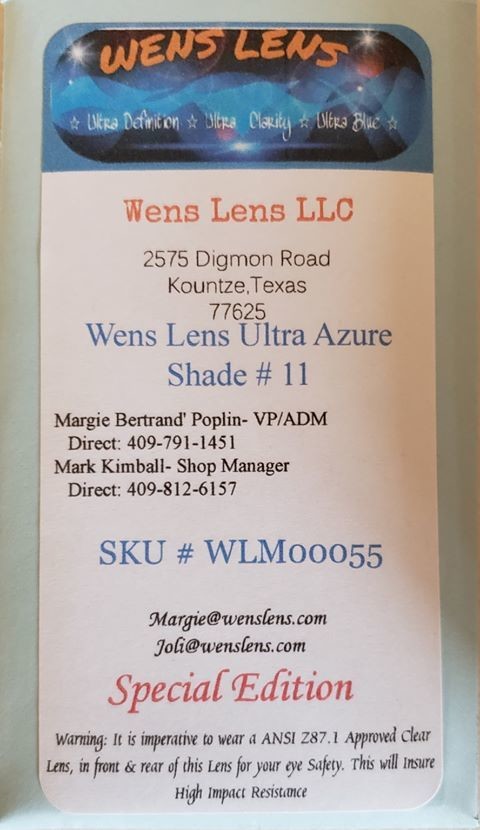 WENS LENS
☆ Ultra Definition ☆ Ultra Clarity ☆ Ultra Blue ☆
Wens Lens LLC
2575 Digmon Road
Kountze,Texas
77625
Wens Lens Ultra Azure
Shade # 11
Margie Bertrand' Poplin- VP/ADM
Direct: 409-791-1451
Mark Kimball- Shop Manager
Direct: 409-812-6157
SKU # WLM00055
Margie@wenslens.com
Joli@wenslens.com
Special Edition
Warning: It is imperative to wear a ANSI Z87.1 Approved Clear
Lens, in front & rear of this Lens for your eye Safety. This will Insure
High Impact Resistance